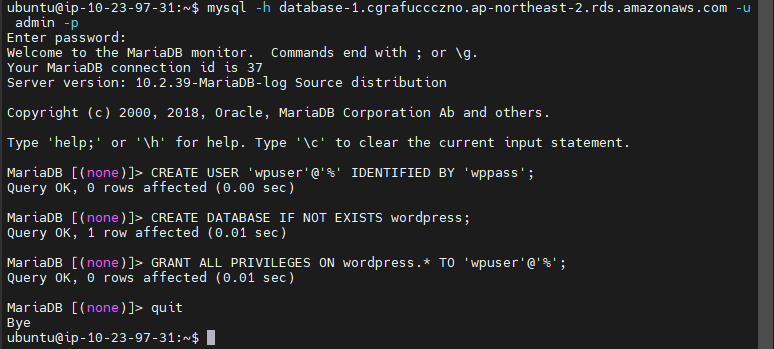 ubuntu@ip-10-23-97-31:~$ mysql -h database-1.cgrafuccczno.ap-northeast-2.rds.amazonaws.com -u
 admin -p
Enter password:
Welcome to the MariaDB monitor.  Commands end with ; or \g.
Your MariaDB connection id is 37
Server version: 10.2.39-MariaDB-log Source distribution

Copyright (c) 2000, 2018, Oracle, MariaDB Corporation Ab and others.

Type 'help;' or '\h' for help. Type '\c' to clear the current input statement.

MariaDB [(none)]> CREATE USER 'wpuser'@'%' IDENTIFIED BY 'wppass';
Query OK, 0 rows affected (0.00 sec)

MariaDB [(none)]> CREATE DATABASE IF NOT EXISTS wordpress;
Query OK, 1 row affected (0.01 sec)

MariaDB [(none)]> GRANT ALL PRIVILEGES ON wordpress.* TO 'wpuser'@'%';
Query OK, 0 rows affected (0.01 sec)

MariaDB [(none)]> quit
Bye
ubuntu@ip-10-23-97-31:~$